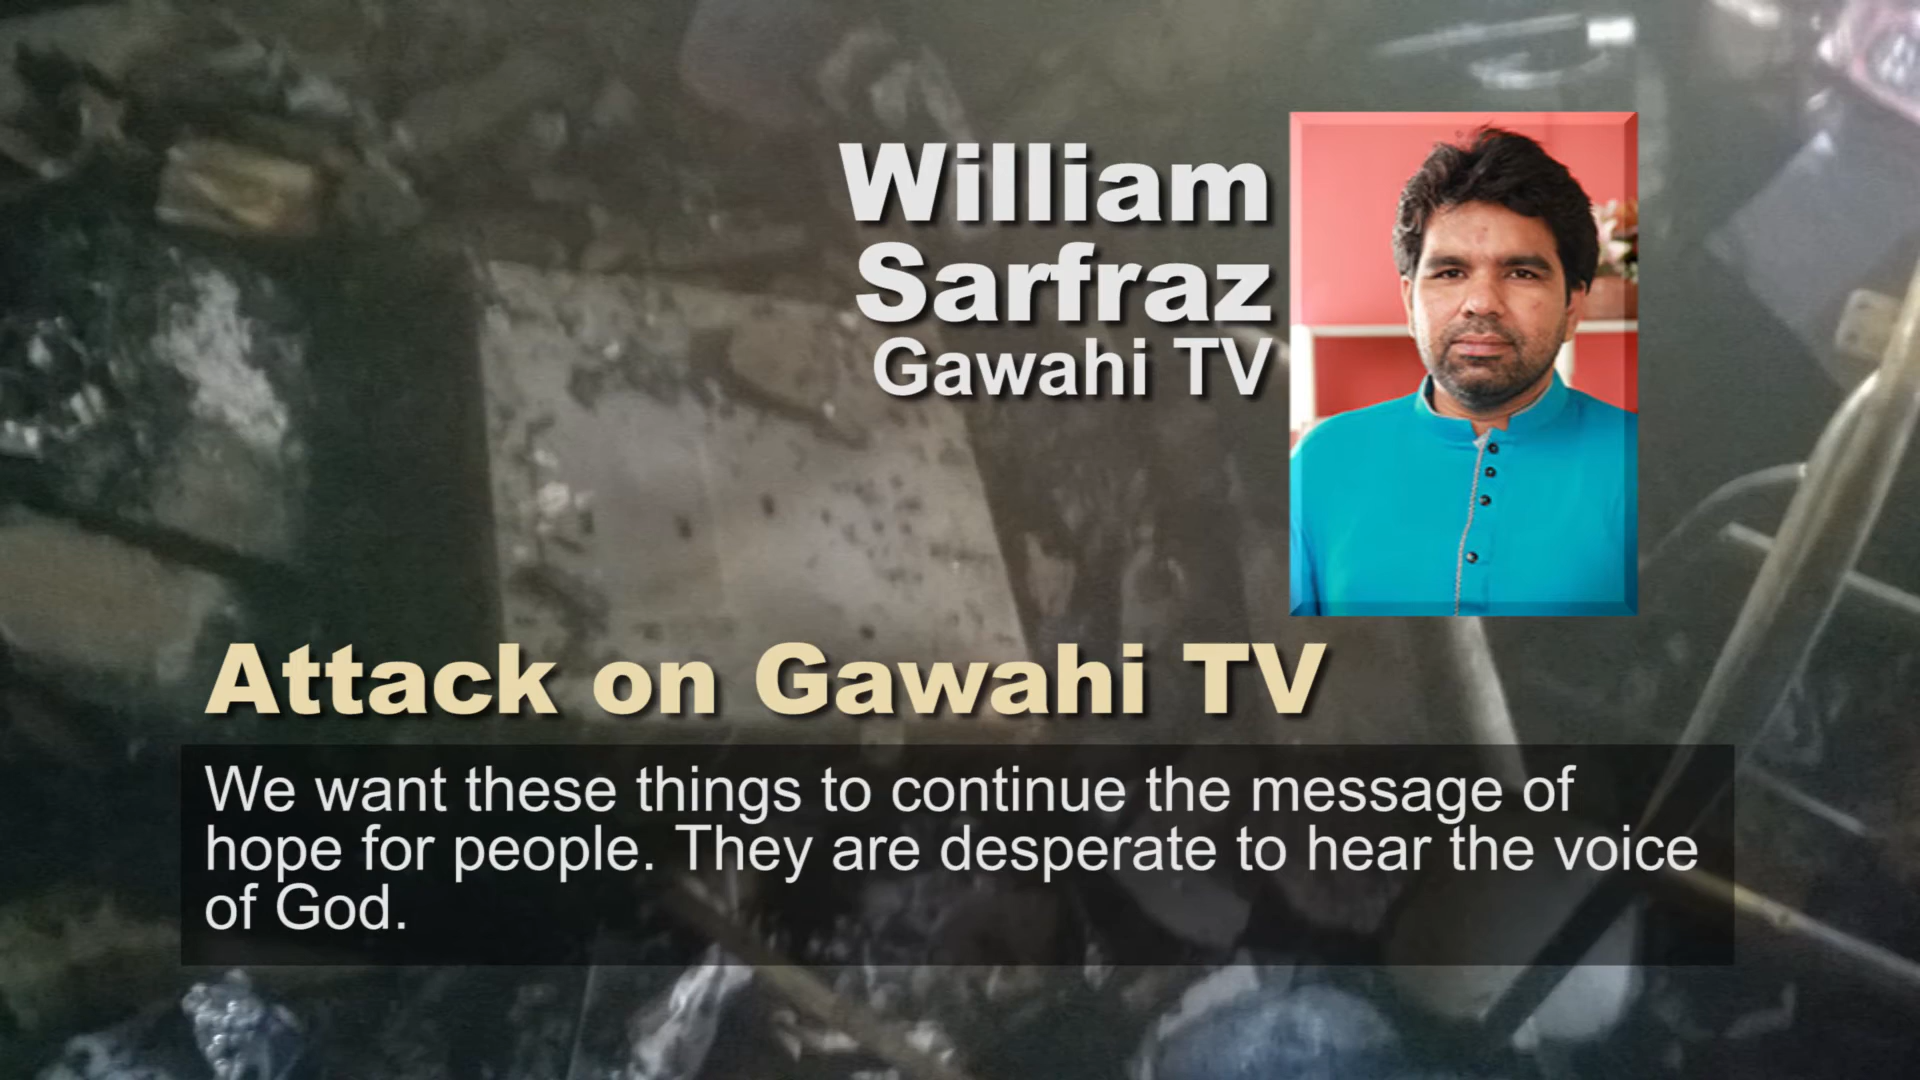 William
Sarfraz
Gawahi TV
Attack on Gawahi TV
We want these things to continue the message of
hope for people. They are desperate to hear the voice
of God.